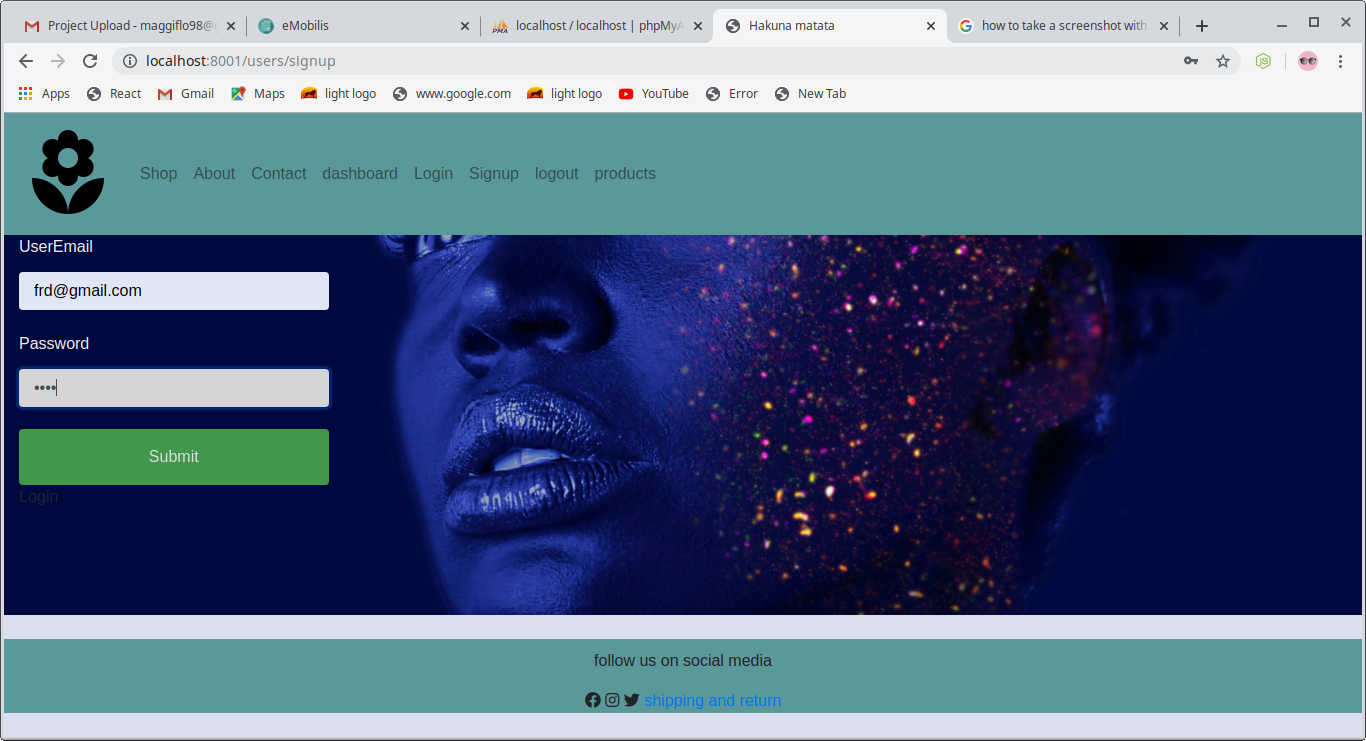 Project Upload - maggiflo98@g
eMobilis
localhost / localhost | phpMyA
Hakuna matata
how to take a screenshot with
localhost:8001/users/signup
Apps
React
Gmail
Maps
light logo
www.google.com
light logo
YouTube
Error
New Tab
Shop About Contact dashboard Login Signup logout products
UserEmail
frd@gmail.com
Password
••••
Submit
Login
follow us on social media
shipping and return